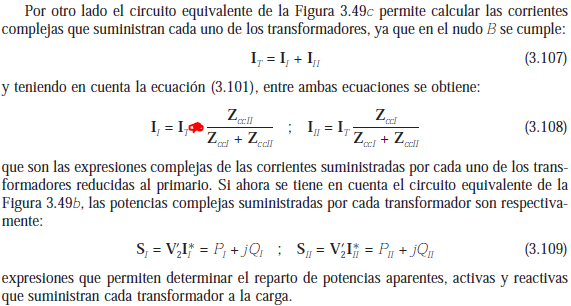 Por otro lado el circuito equivalente de la Figura 3.49c permite calcular las corrientes
complejas que suministran cada uno de los transformadores, ya que en el nudo B se cumple:
I_T = I_I + I_II (3.107)
y teniendo en cuenta la ecuación (3.101), entre ambas ecuaciones se obtiene:
I_I = I_T Z_ccII / (Z_ccI + Z_ccII) ; I_II = I_T Z_ccI / (Z_ccI + Z_ccII) (3.108)
que son las expresiones complejas de las corrientes suministradas por cada uno de los trans-
formadores reducidas al primario. Si ahora se tiene en cuenta el circuito equivalente de la
Figura 3.49b, las potencias complejas suministradas por cada transformador son respectiva-
mente:
S_I = V′_2 I_I* = P_I + jQ_I ; S_II = V′_2 I_II* = P_II + jQ_II (3.109)
expresiones que permiten determinar el reparto de potencias aparentes, activas y reactivas
que suministran cada transformador a la carga.